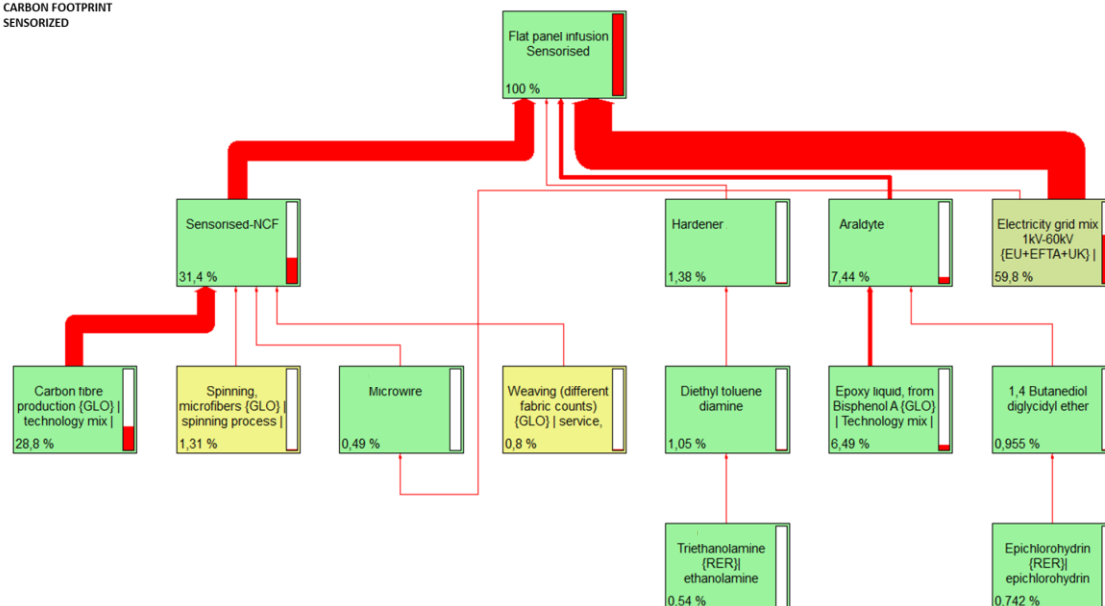 CARBON FOOTPRINT
SENSORIZED
Flat panel infusion
Sensorised
100 %
Sensorised-NCF
31,4 %
Hardener
1,38 %
Araldyte
7,44 %
Electricity grid mix
1kV-60kV
{EU+EFTA+UK} |
59,8 %
Carbon fibre
production {GLO} |
technology mix |
28,8 %
Spinning,
microfibers {GLO} |
spinning process |
1,31 %
Microwire
0,49 %
Weaving (different
fabric counts)
{GLO} | service,
0,8 %
Diethyl toluene
diamine
1,05 %
Epoxy liquid, from
Bisphenol A {GLO}
| Technology mix |
6,49 %
1,4 Butanediol
diglycidyl ether
0,955 %
Triethanolamine
{RER}|
ethanolamine
0,54 %
Epichlorohydrin
{RER}|
epichlorohydrin
0,742 %